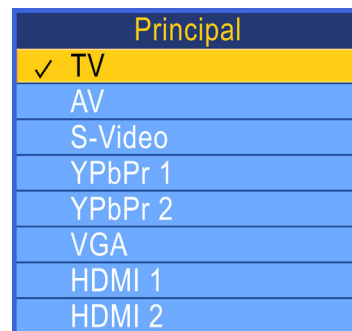 Principal
✓ TV
AV
S-Video
YPbPr 1
YPbPr 2
VGA
HDMI 1
HDMI 2